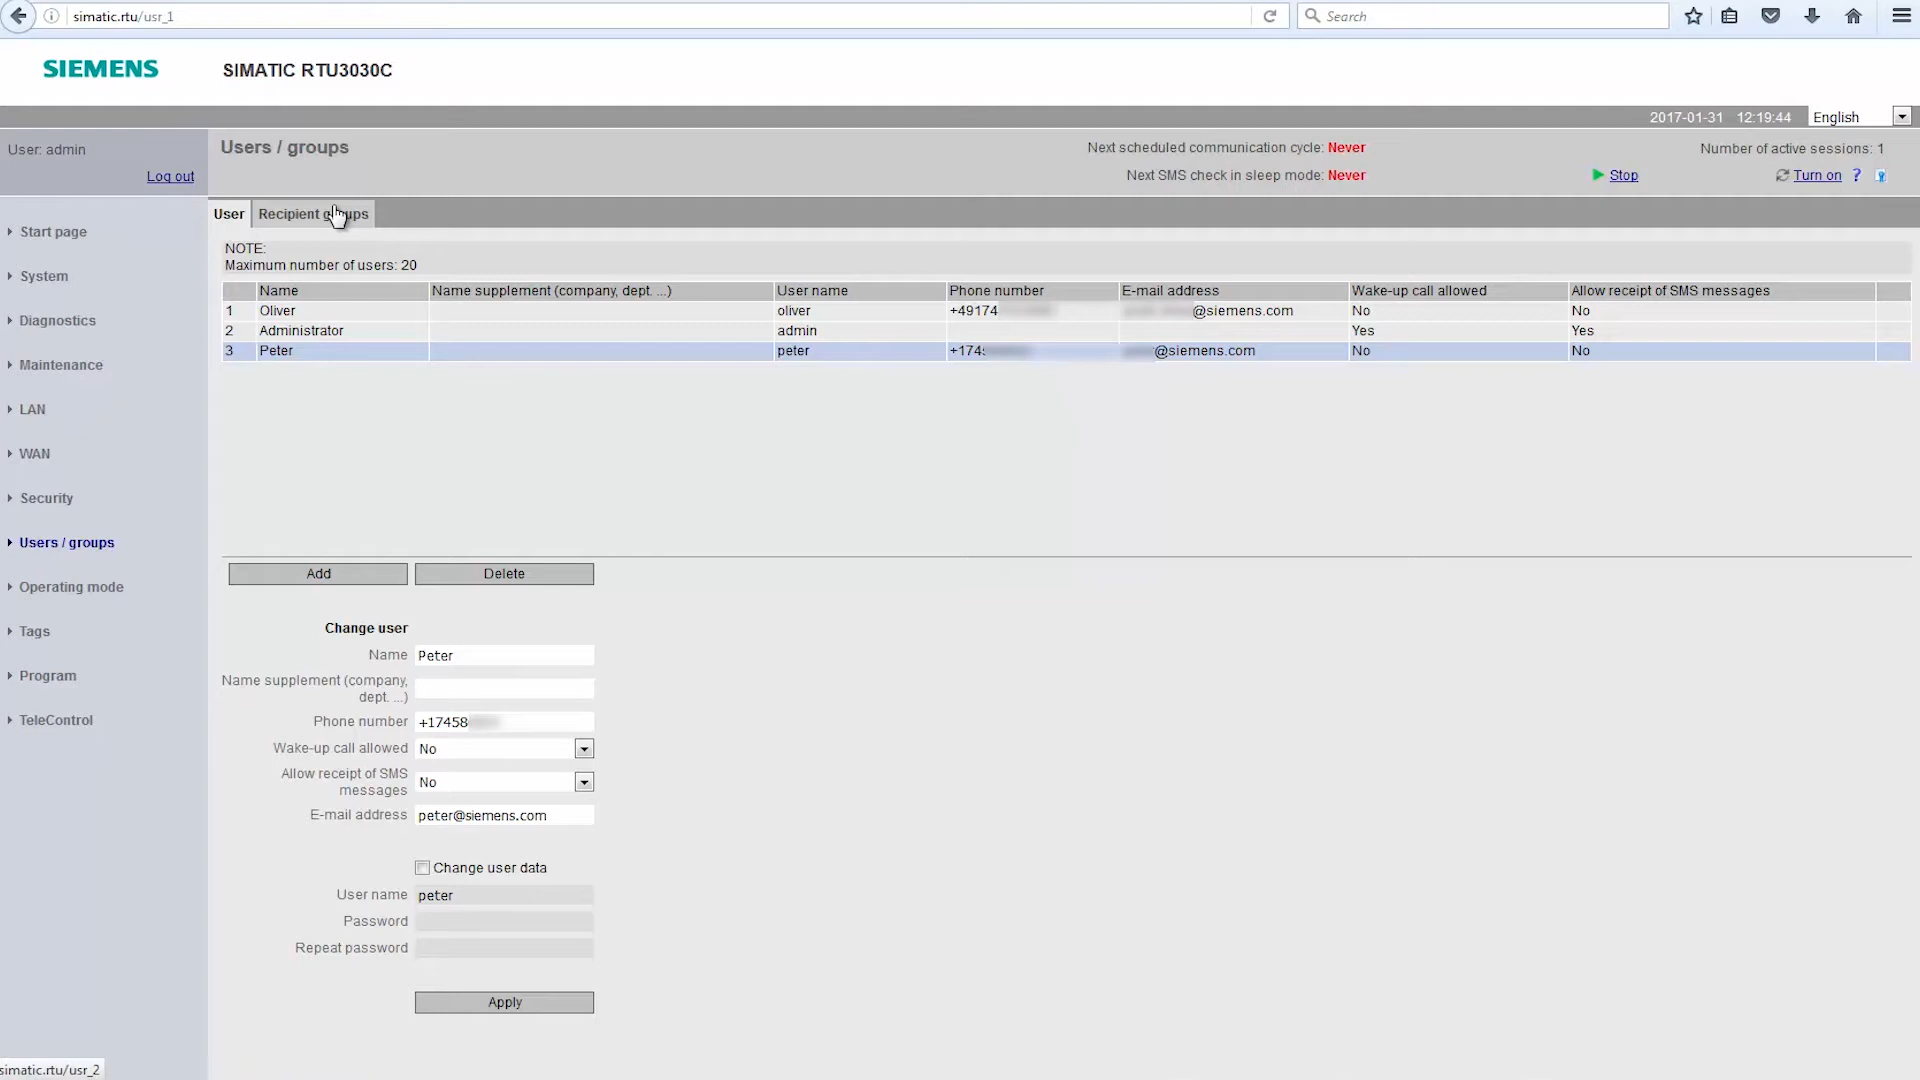 simatic.rtu/usr_1
Search
SIEMENS
SIMATIC RTU3030C
2017-01-31 12:19:44 English
User: admin
Log out
Users / groups
Next scheduled communication cycle: Never
Next SMS check in sleep mode: Never
Stop
Number of active sessions: 1
Turn on ?
Start page
System
Diagnostics
Maintenance
LAN
WAN
Security
Users / groups
Operating mode
Tags
Program
TeleControl
User Recipient groups
NOTE:
Maximum number of users: 20
Name Name supplement (company, dept. ...) User name Phone number E-mail address Wake-up call allowed Allow receipt of SMS messages
1 Oliver oliver +49174 @siemens.com No No
2 Administrator admin Yes Yes
3 Peter peter +174 @siemens.com No No
Add Delete
Change user
Name Peter
Name supplement (company,
dept. ...)
Phone number +17458
Wake-up call allowed No
Allow receipt of SMS
messages No
E-mail address peter@siemens.com
Change user data
User name peter
Password
Repeat password
Apply
simatic.rtu/usr_2